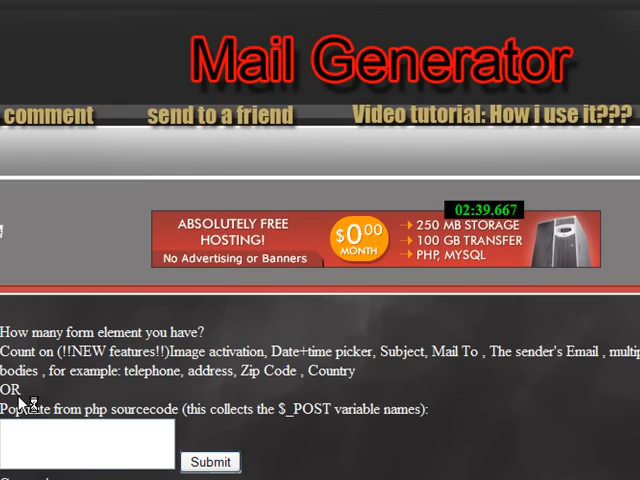 Mail Generator
comment send to a friend Video tutorial: How i use it???
02:39.667
ABSOLUTELY FREE
HOSTING!
No Advertising or Banners
$0.00
MONTH
250 MB STORAGE
100 GB TRANSFER
PHP, MYSQL
How many form element you have?
Count on (!!NEW features!!)Image activation, Date+time picker, Subject, Mail To , The sender's Email ,
bodies , for example: telephone, address, Zip Code , Country
OR
Populate from php sourcecode (this collects the $_POST variable names):
Submit